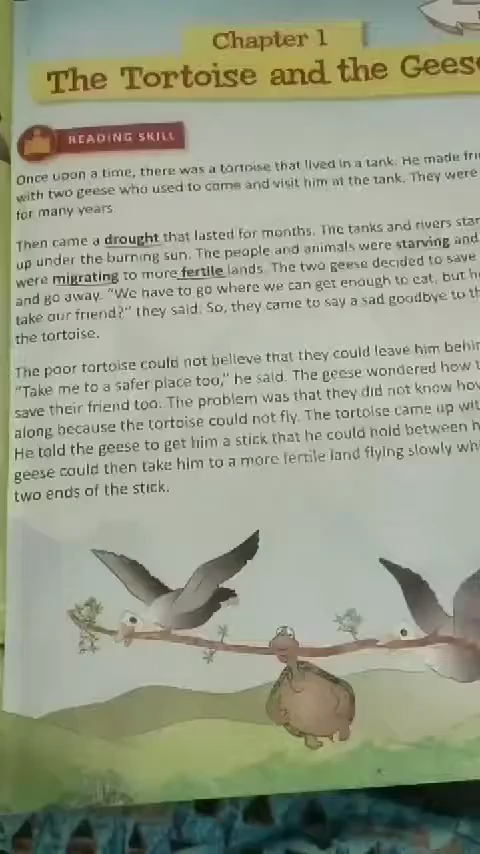 Chapter 1
The Tortoise and the Geese
READING SKILL
Once upon a time, there was a tortoise that lived in a tank. He made
with two geese who used to come and visit him at the tank. They were
for many years
Then came a drought that lasted for months. The tanks and rivers
up under the burning sun. The people and animals were starving and
were migrating to more fertile lands. The two geese decided to save
and go away. "We have to go where we can get enough to eat, but
take our friend?" they said. So, they came to say a sad goodbye to
the tortoise.
The poor tortoise could not believe that they could leave him
"Take me to a safer place too," he said. The geese wondered how
save their friend too. The problem was that they did not know
along because the tortoise could not fly. The tortoise came up
He told the geese to get him a stick that he could hold between
geese could then take him to a more fertile land flying slowly
two ends of the stick.